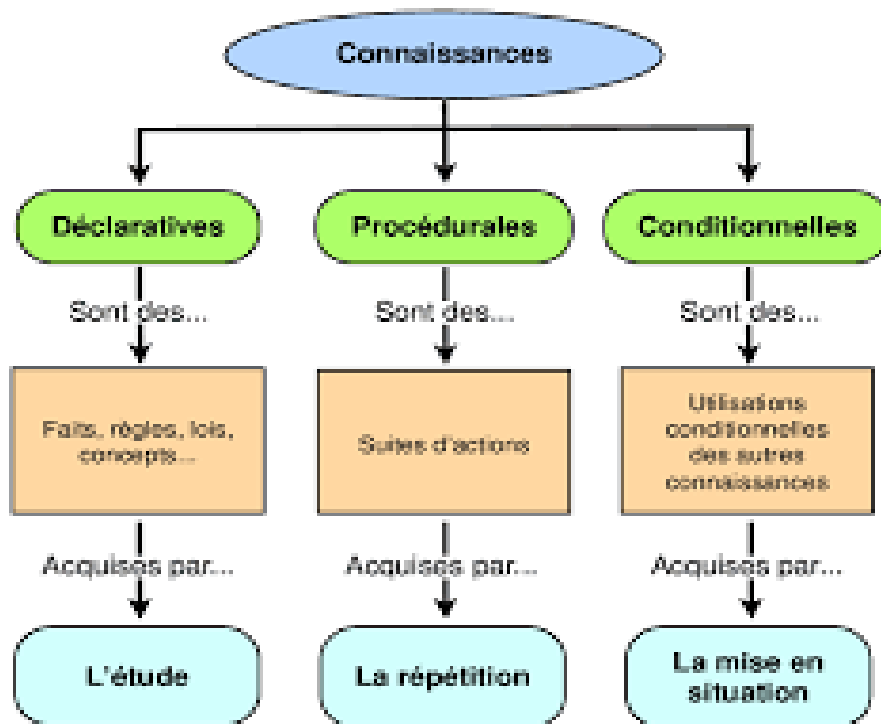 Connaissances
Déclaratives
Procédurales
Conditionnelles
Sont des...
Sont des...
Sont des...
Faits, règles, lois,
concepts...
Suites d'actions
Utilisations
conditionnelles
des autres
connaissances
Acquises par...
Acquises par...
Acquises par...
L'étude
La répétition
La mise en
situation